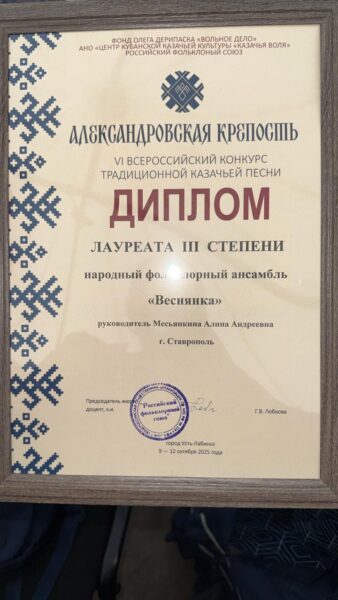 ФОНД ОЛЕГА ДЕРИПАСКА «ВОЛЬНОЕ ДЕЛО»
АНО «ЦЕНТР КУБАНСКОЙ КАЗАЧЬЕЙ КУЛЬТУРЫ «КАЗАЧЬЯ ВОЛЯ»
РОССИЙСКИЙ ФОЛЬКЛОНЫЙ СОЮЗ
АЛЕКСАНДРОВСКАЯ КРЕПОСТЬ
VI ВСЕРОССИЙСКИЙ КОНКУРС
ТРАДИЦИОННОЙ КАЗАЧЬЕЙ ПЕСНИ
ДИПЛОМ
ЛАУРЕАТА III СТЕПЕНИ
народный фольклорный ансамбль
«Веснянка»
руководитель Месьянкина Алина Андреевна
г. Ставрополь
Председатель жюри
доцент, к.и.
"Российский
фольклорный
союз"
Г.В. Лобкова
город Усть-Лабинск
9 — 12 октября 2025 года